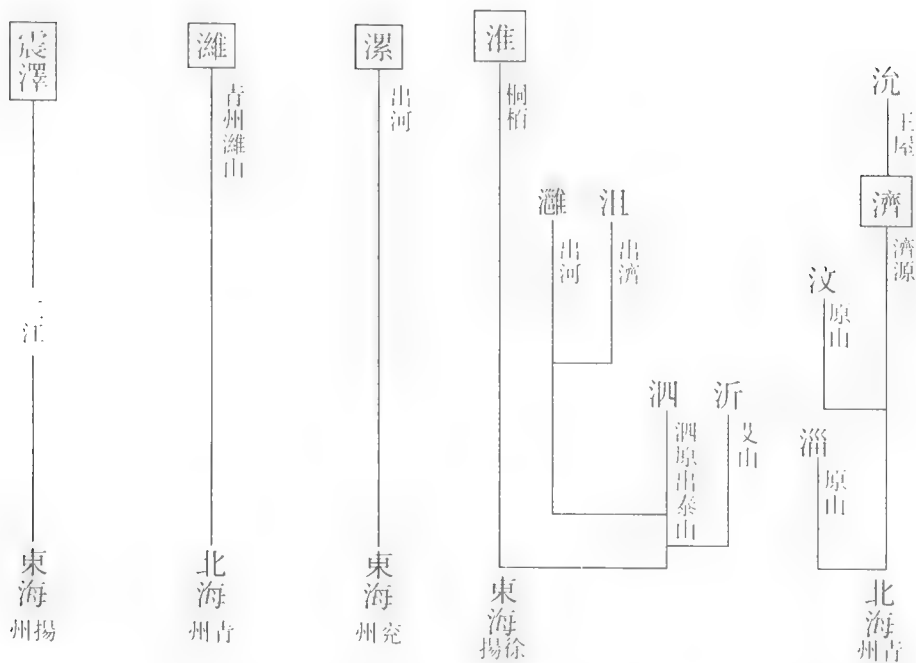 沇
王屋
濟
濟源
汶
原山
淄
原山
北海
青州
沂
艾山
泗
泗原出泰山
沮
出濟
灉
出河
淮
桐栢
東海
徐揚
漯
出河
東海
兗州
濰
青州濰山
北海
青州
震澤
江
東海
揚州